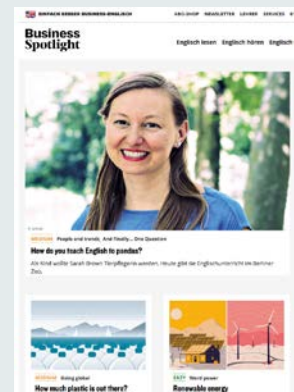 EINFACH BESSER BUSINESS-ENGLISCH
ABO-SHOP NEWSLETTER LEHRER SERVICES
Business
Spotlight
Englisch lesen Englisch hören Englisch
MEDIUM People and trends, And finally... One Question
How do you teach English to pandas?
Als Kind wollte Sarah Brown Tierpflegerin werden. Heute gibt sie Englischunterricht im Berliner
Zoo.
MEDIUM Going global
How much plastic is out there?
EASY Word power
Renewable energy